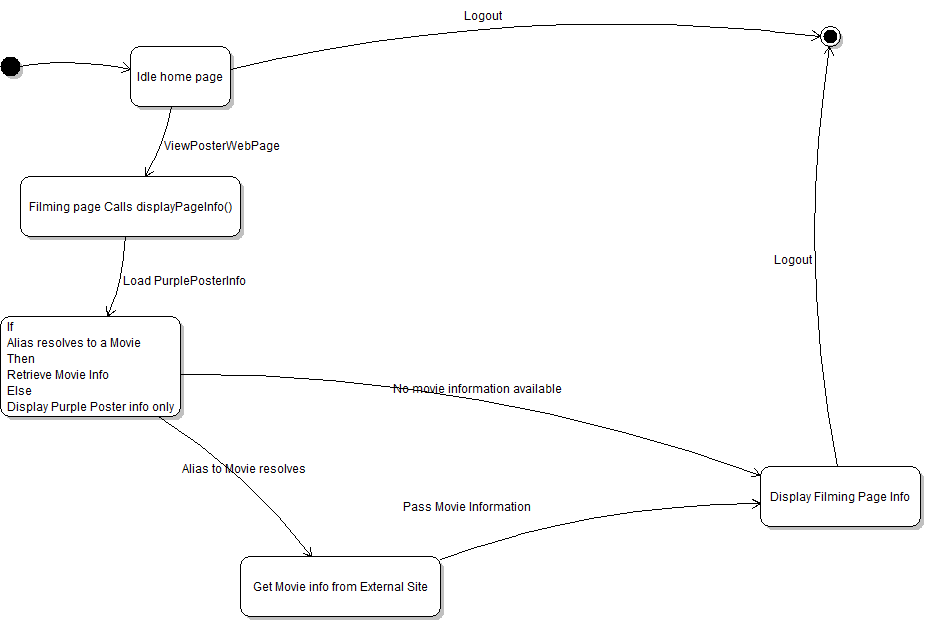 Logout
Idle home page
ViewPosterWebPage
Filming page Calls displayPageInfo()
Logout
Load PurplePosterInfo
If
Alias resolves to a Movie
Then
Retrieve Movie Info
Else
Display Purple Poster info only
No movie information available
Alias to Movie resolves
Display Filming Page Info
Pass Movie Information
Get Movie info from External Site